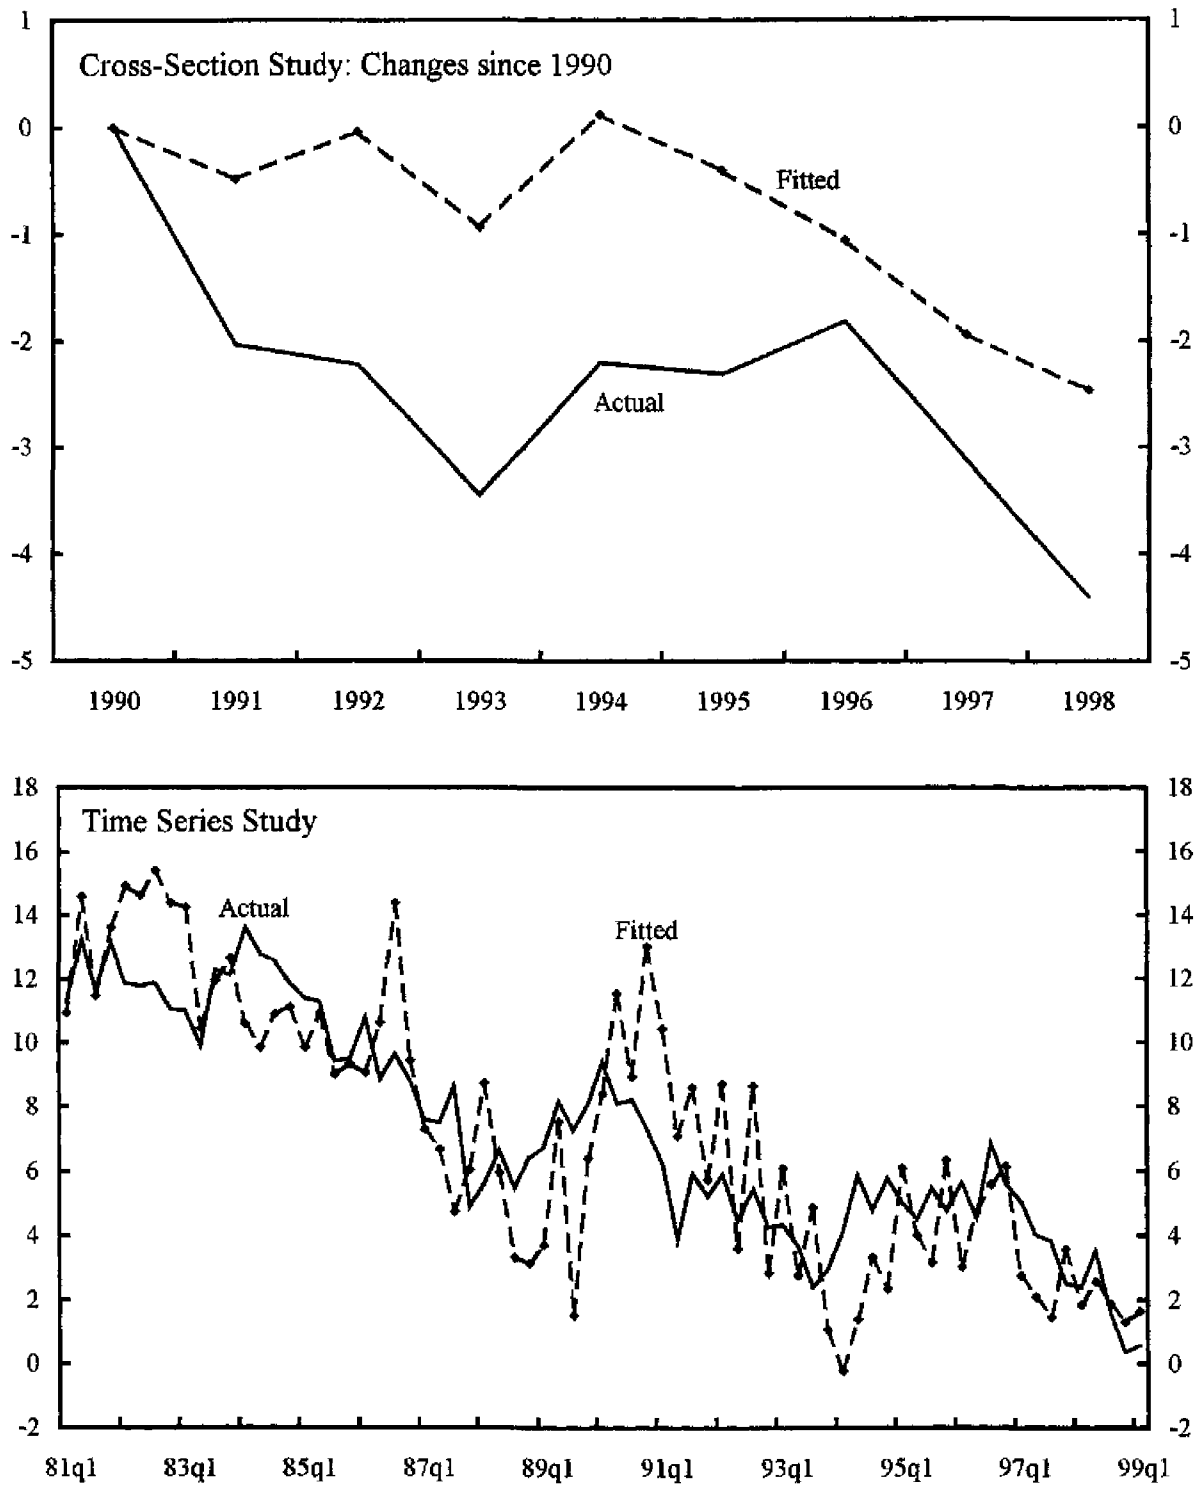 1 1
Cross-Section Study: Changes since 1990
0 0
Fitted
-1 -1
-2 -2
Actual
-3 -3
-4 -4
-5 -5
1990 1991 1992 1993 1994 1995 1996 1997 1998
18 18
Time Series Study
16 16
14 14
Actual
Fitted
12 12
10 10
8 8
6 6
4 4
2 2
0 0
-2 -2
81q1 83q1 85q1 87q1 89q1 91q1 93q1 95q1 97q1 99q1